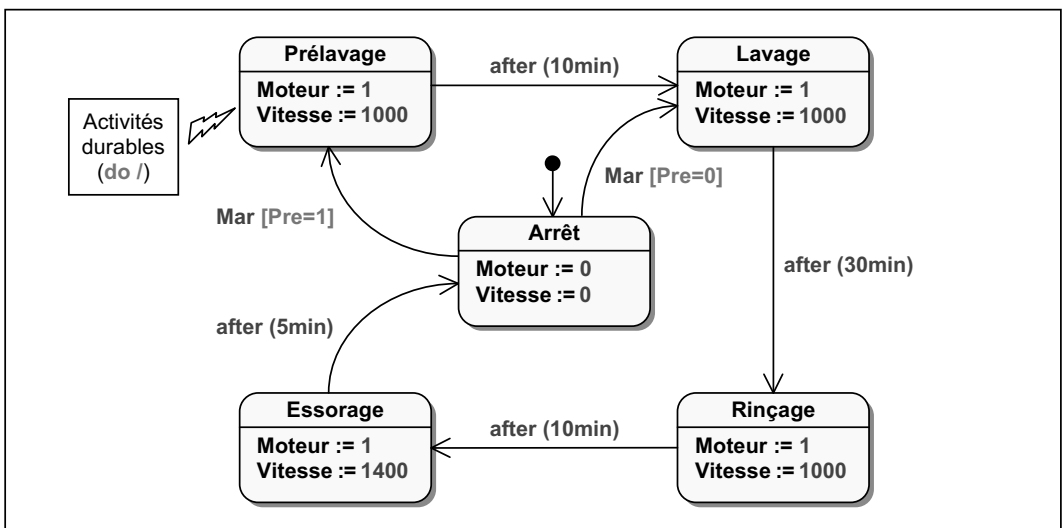 Prélavage
Moteur := 1
Vitesse := 1000
after (10min)
Lavage
Moteur := 1
Vitesse := 1000
Activités
durables
(do /)
Mar [Pre=1]
Mar [Pre=0]
Arrêt
Moteur := 0
Vitesse := 0
after (30min)
after (5min)
Essorage
Moteur := 1
Vitesse := 1400
after (10min)
Rinçage
Moteur := 1
Vitesse := 1000